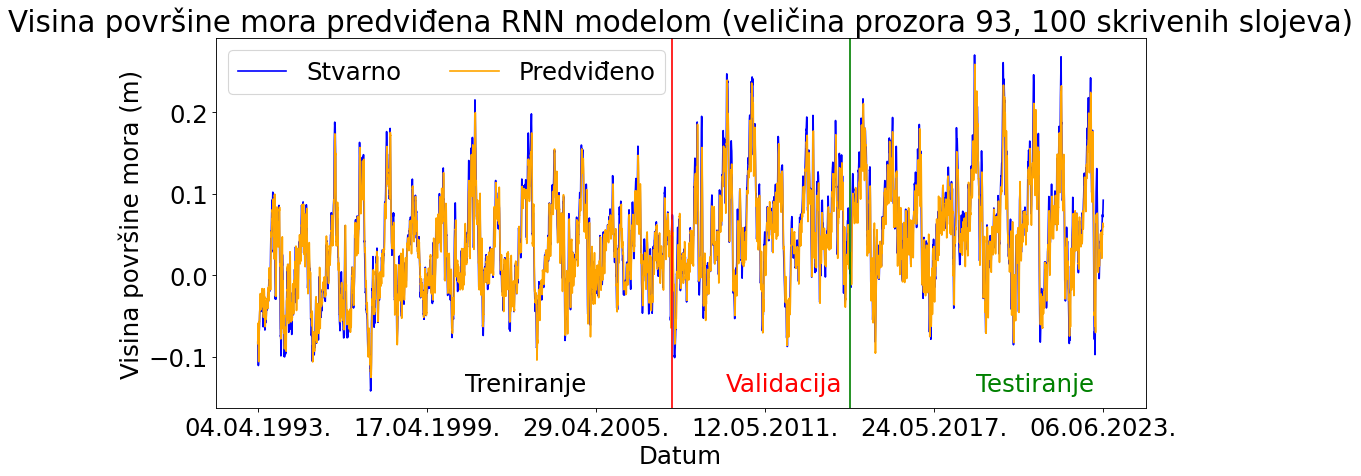 Visina površine mora predviđena RNN modelom (veličina prozora 93, 100 skrivenih slojeva)
Stvarno
Predviđeno
Visina površine mora (m)
0.2
0.1
0.0
−0.1
Treniranje
Validacija
Testiranje
04.04.1993.
17.04.1999.
29.04.2005.
12.05.2011.
24.05.2017.
06.06.2023.
Datum